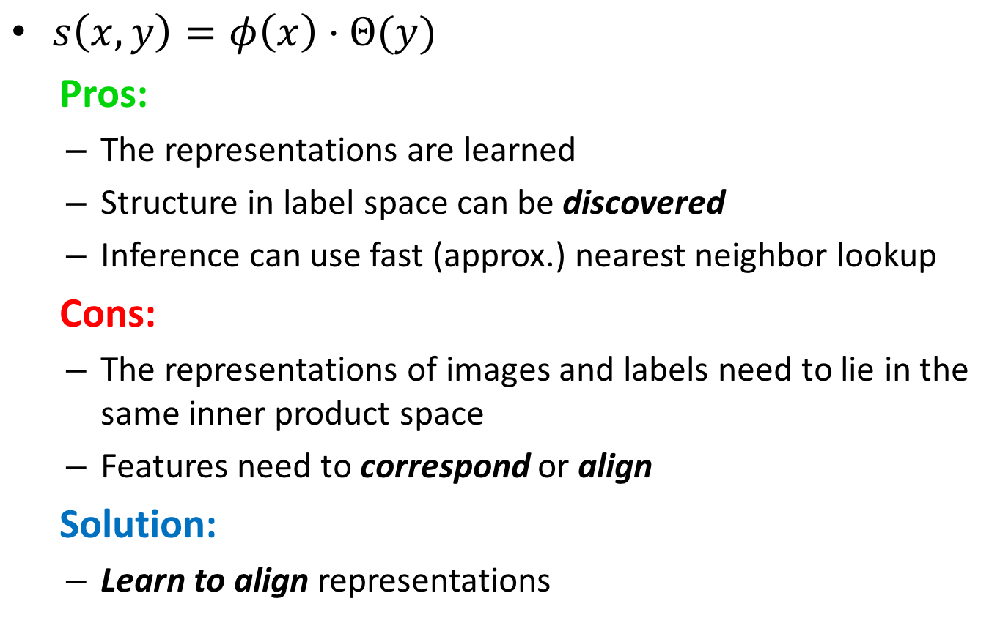 • s(x, y) = ϕ(x) · Θ(y)
Pros:
– The representations are learned
– Structure in label space can be discovered
– Inference can use fast (approx.) nearest neighbor lookup
Cons:
– The representations of images and labels need to lie in the
same inner product space
– Features need to correspond or align
Solution:
– Learn to align representations